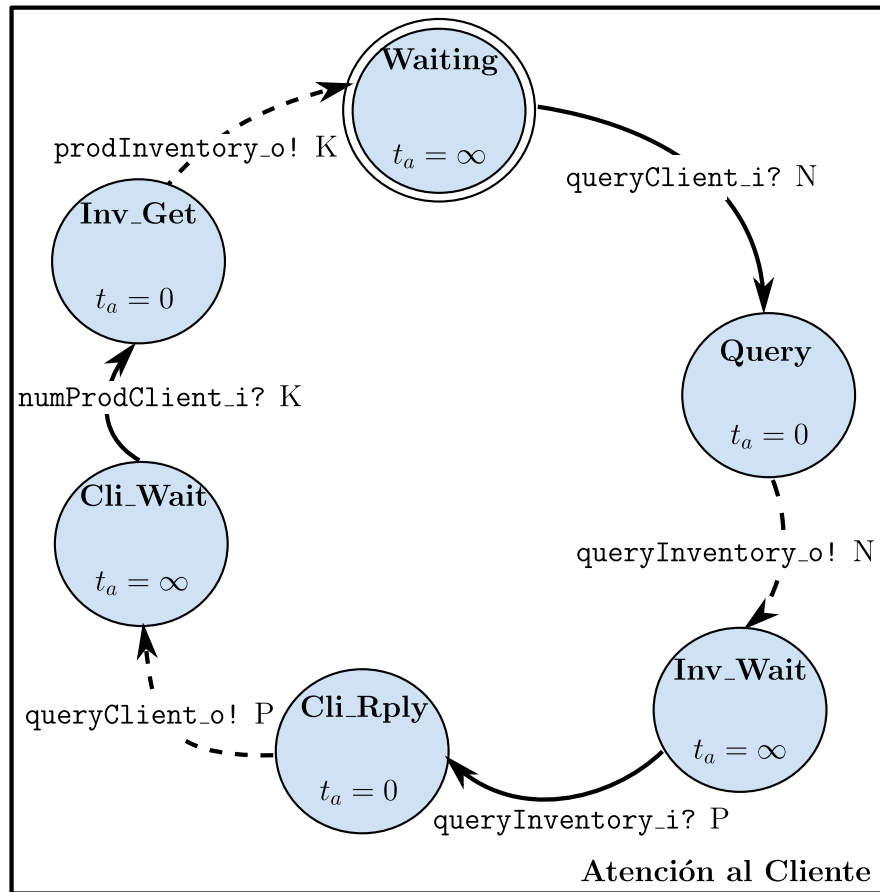 Waiting
t_a = ∞
prodInventory_o! K
queryClient_i? N
Inv_Get
t_a = 0
Query
t_a = 0
numProdClient_i? K
Cli_Wait
t_a = ∞
queryInventory_o! N
Inv_Wait
t_a = ∞
Cli_Rply
t_a = 0
queryClient_o! P
queryInventory_i? P
Atención al Cliente